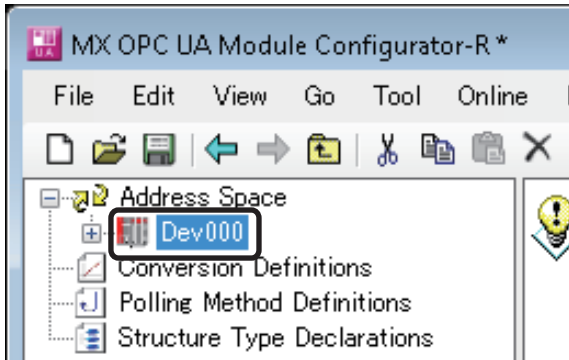 MX OPC UA Module Configurator-R *
File Edit View Go Tool Online
Address Space
Dev000
Conversion Definitions
Polling Method Definitions
Structure Type Declarations